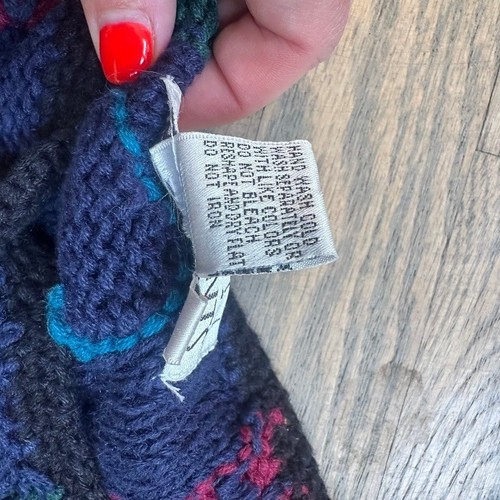 HAND WASH COLD
WASH SEPARATELY OR
WITH LIKE COLORS
DO NOT BLEACH
RESHAPE AND DRY FLAT
DO NOT IRON